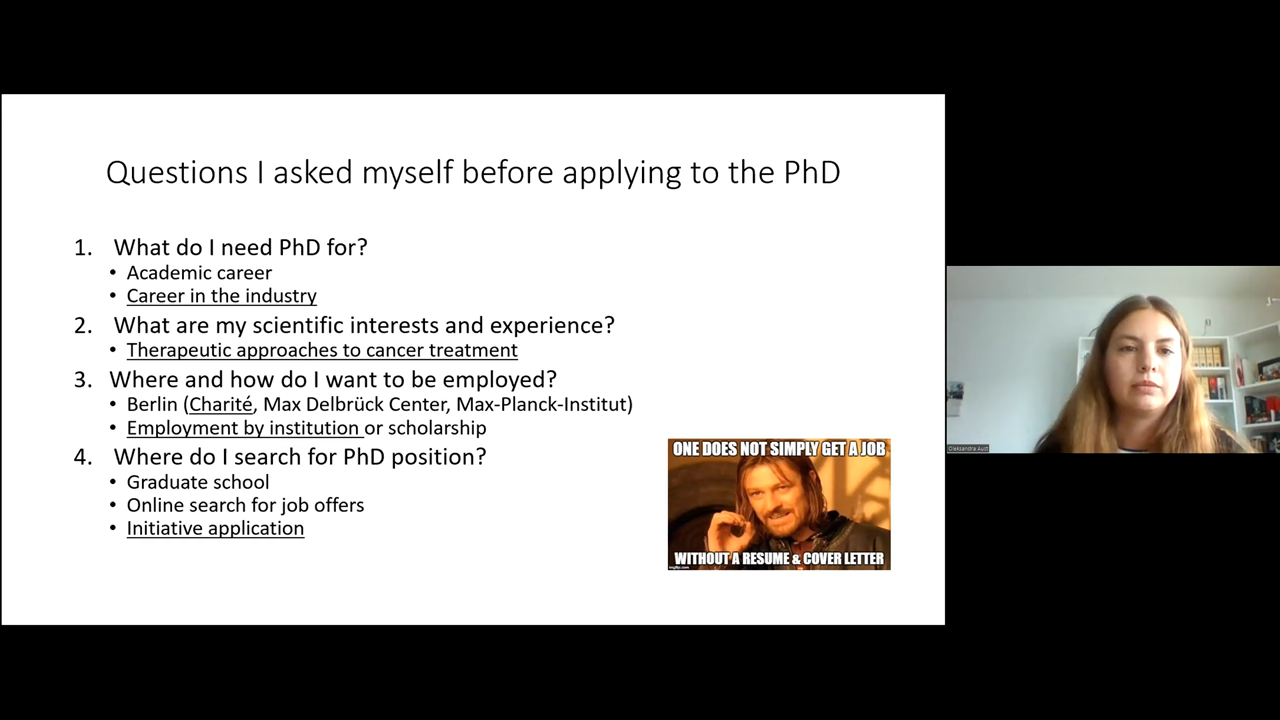 Questions I asked myself before applying to the PhD
1. What do I need PhD for?
• Academic career
• Career in the industry
2. What are my scientific interests and experience?
• Therapeutic approaches to cancer treatment
3. Where and how do I want to be employed?
• Berlin (Charité, Max Delbrück Center, Max-Planck-Institut)
• Employment by institution or scholarship
4. Where do I search for PhD position?
• Graduate school
• Online search for job offers
• Initiative application
ONE DOES NOT SIMPLY GET A JOB
WITHOUT A RESUME & COVER LETTER
imgflip.com
Oleksandra Aust